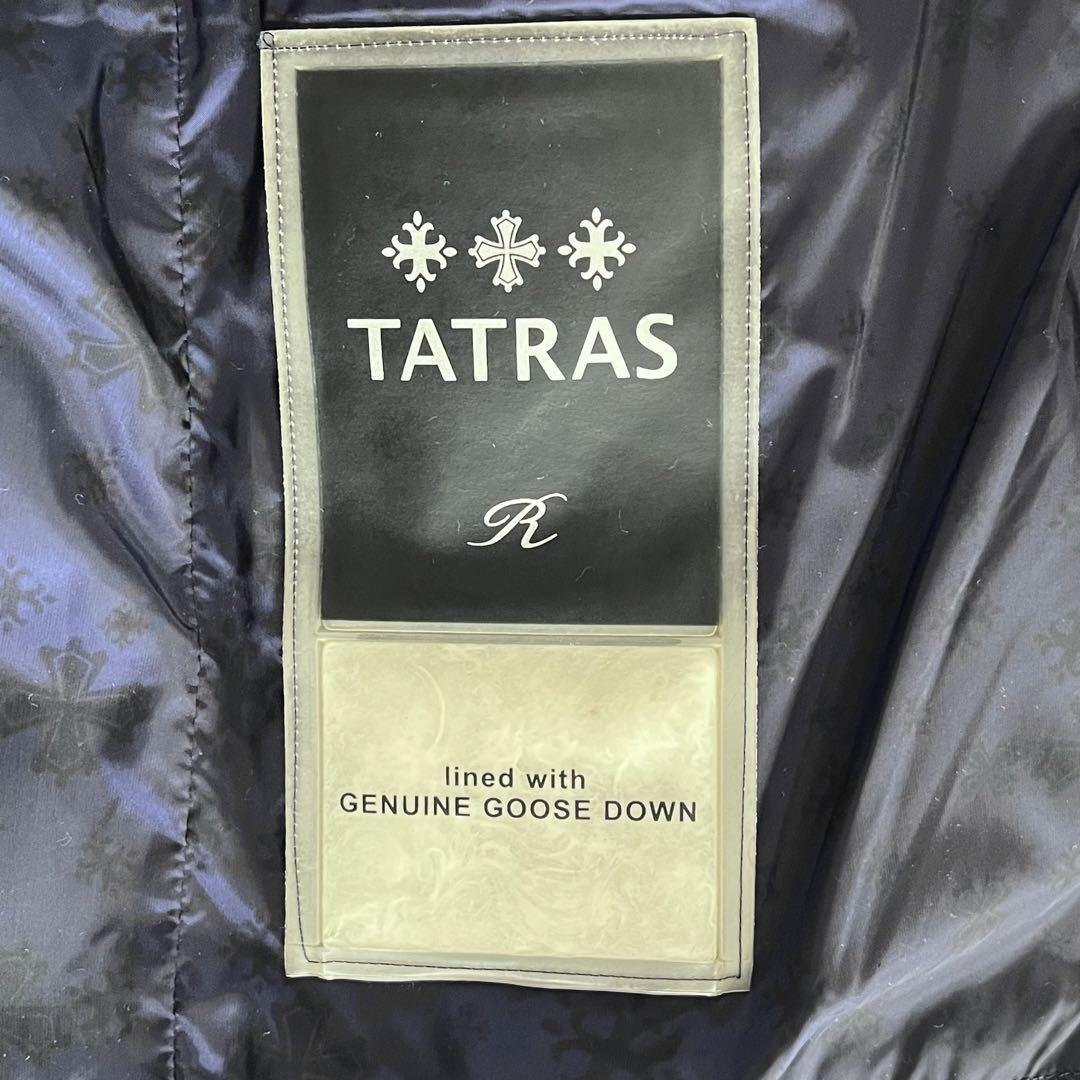 TATRAS
R
lined with
GENUINE GOOSE DOWN